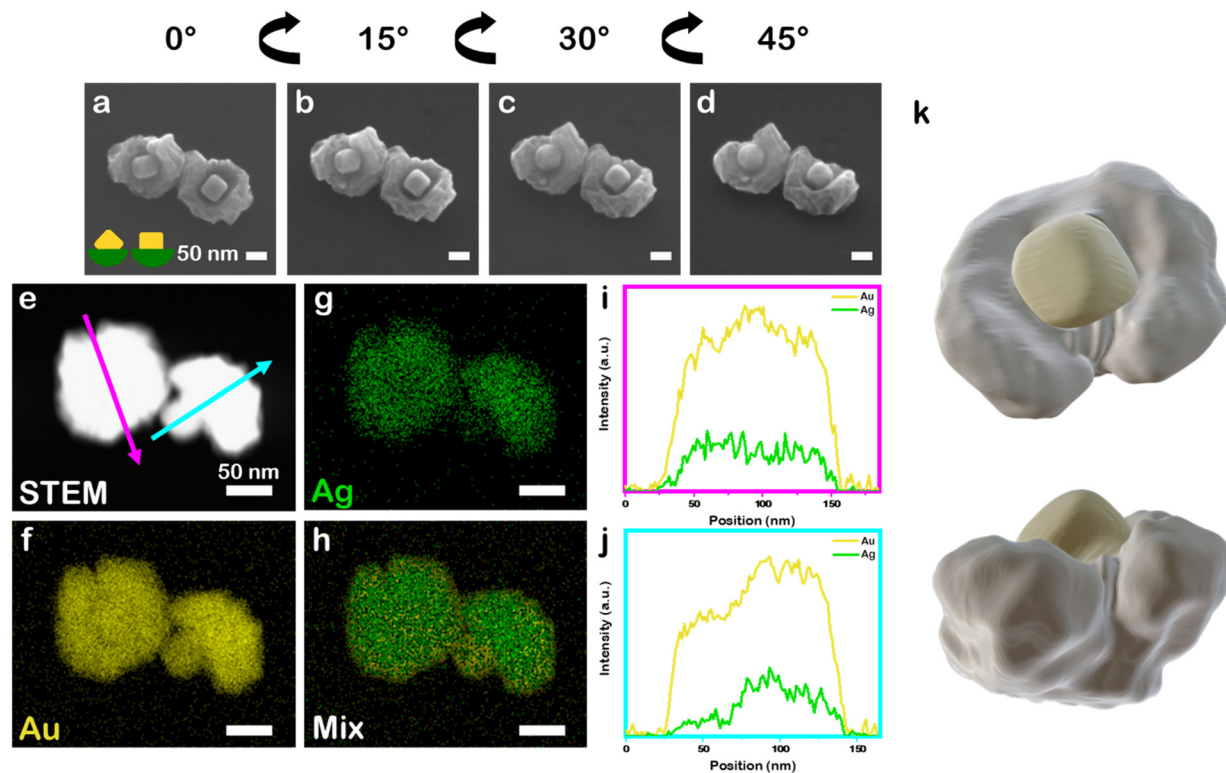 0° 15° 30° 45°
a b c d
50 nm
k
e g i
Au
Ag
Intensity (a.u.)
0 50 100 150
Position (nm)
50 nm
STEM Ag
f h j
Au
Ag
Intensity (a.u.)
0 50 100 150
Position (nm)
Au Mix